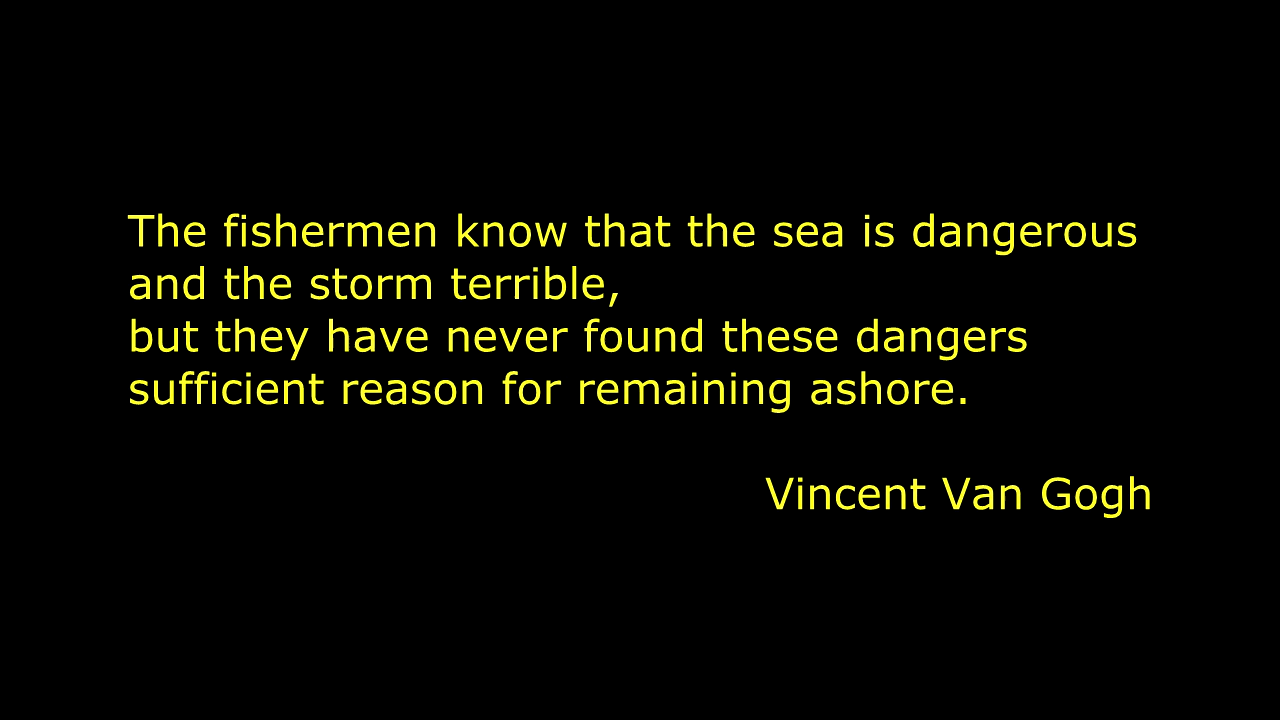 The fishermen know that the sea is dangerous
and the storm terrible,
but they have never found these dangers
sufficient reason for remaining ashore.
Vincent Van Gogh